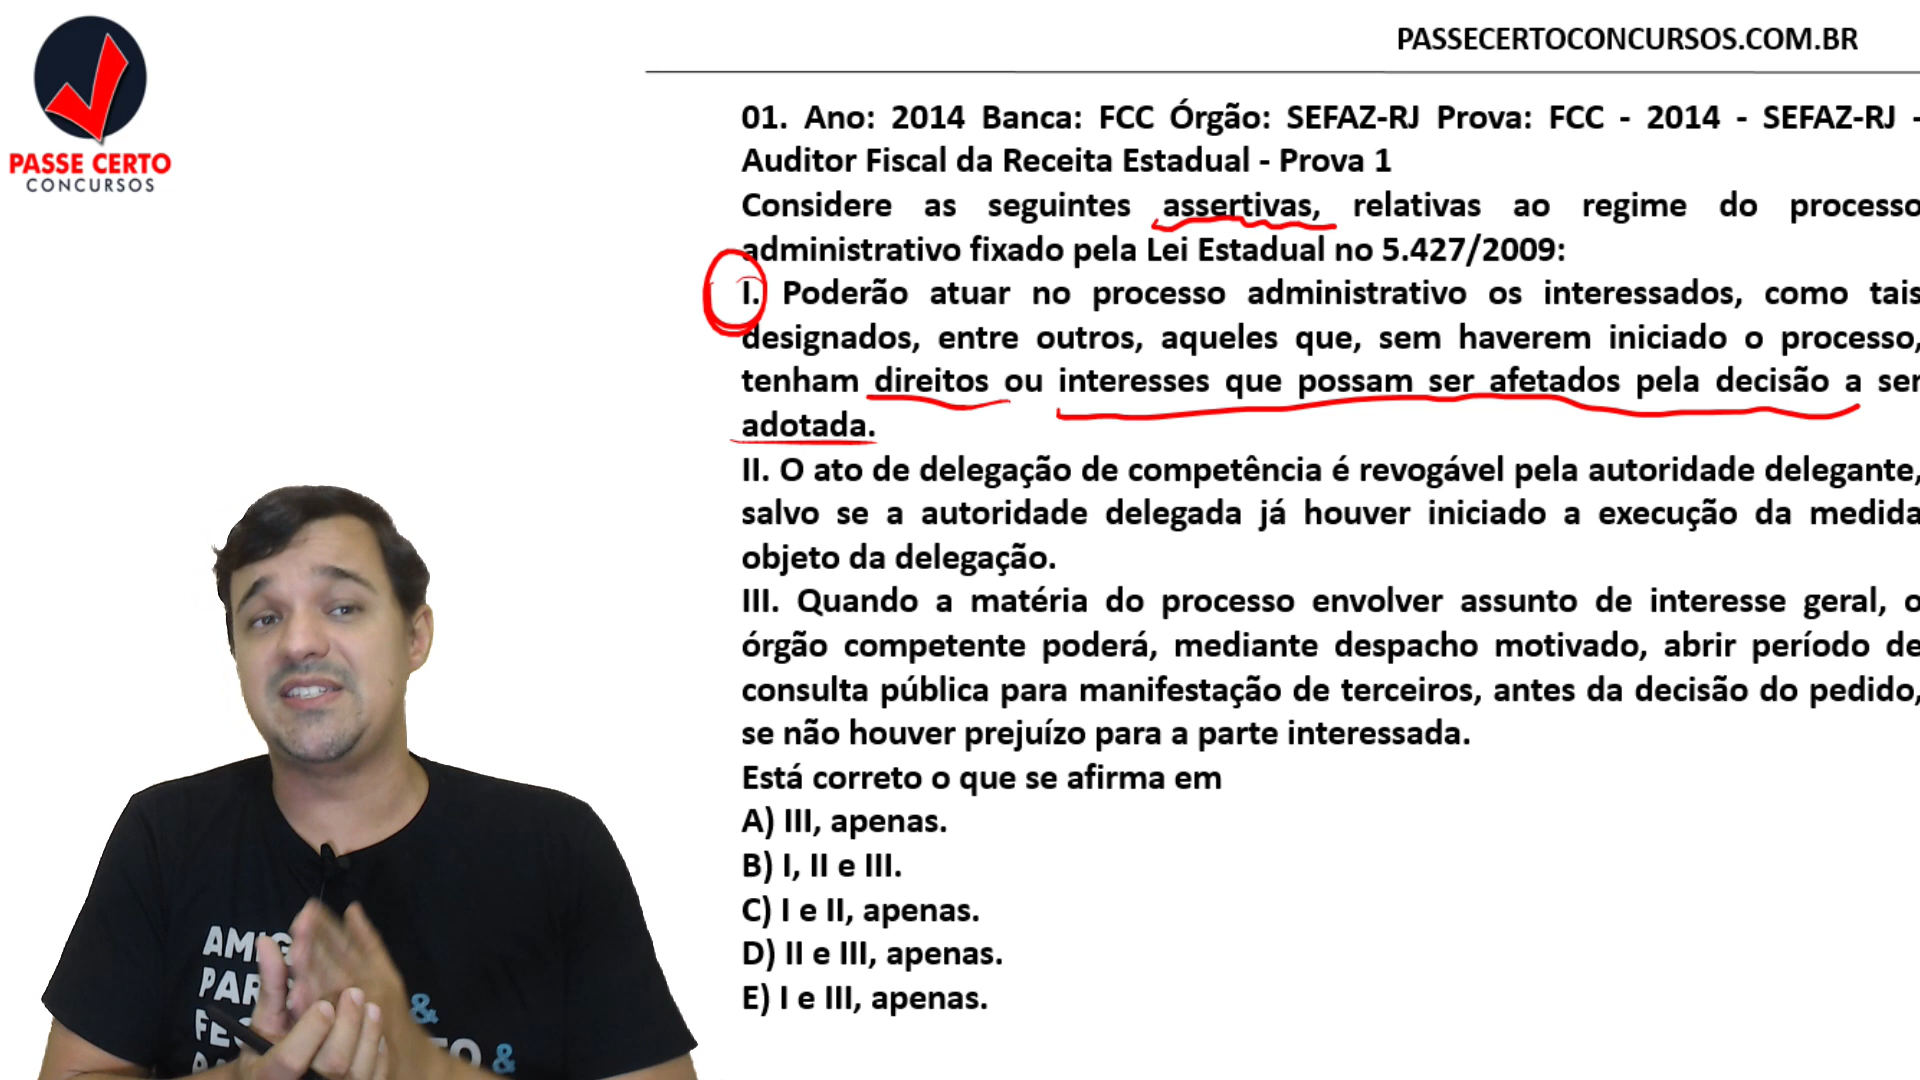 PASSE CERTO
CONCURSOS
PASSECERTOCONCURSOS.COM.BR
01. Ano: 2014 Banca: FCC Órgão: SEFAZ-RJ Prova: FCC - 2014 - SEFAZ-RJ -
Auditor Fiscal da Receita Estadual - Prova 1
Considere as seguintes assertivas, relativas ao regime do processo
administrativo fixado pela Lei Estadual no 5.427/2009:
I. Poderão atuar no processo administrativo os interessados, como tais
designados, entre outros, aqueles que, sem haverem iniciado o processo,
tenham direitos ou interesses que possam ser afetados pela decisão a ser
adotada.
II. O ato de delegação de competência é revogável pela autoridade delegante,
salvo se a autoridade delegada já houver iniciado a execução da medida
objeto da delegação.
III. Quando a matéria do processo envolver assunto de interesse geral, o
órgão competente poderá, mediante despacho motivado, abrir período de
consulta pública para manifestação de terceiros, antes da decisão do pedido,
se não houver prejuízo para a parte interessada.
Está correto o que se afirma em
A) III, apenas.
B) I, II e III.
C) I e II, apenas.
D) II e III, apenas.
E) I e III, apenas.
&
&